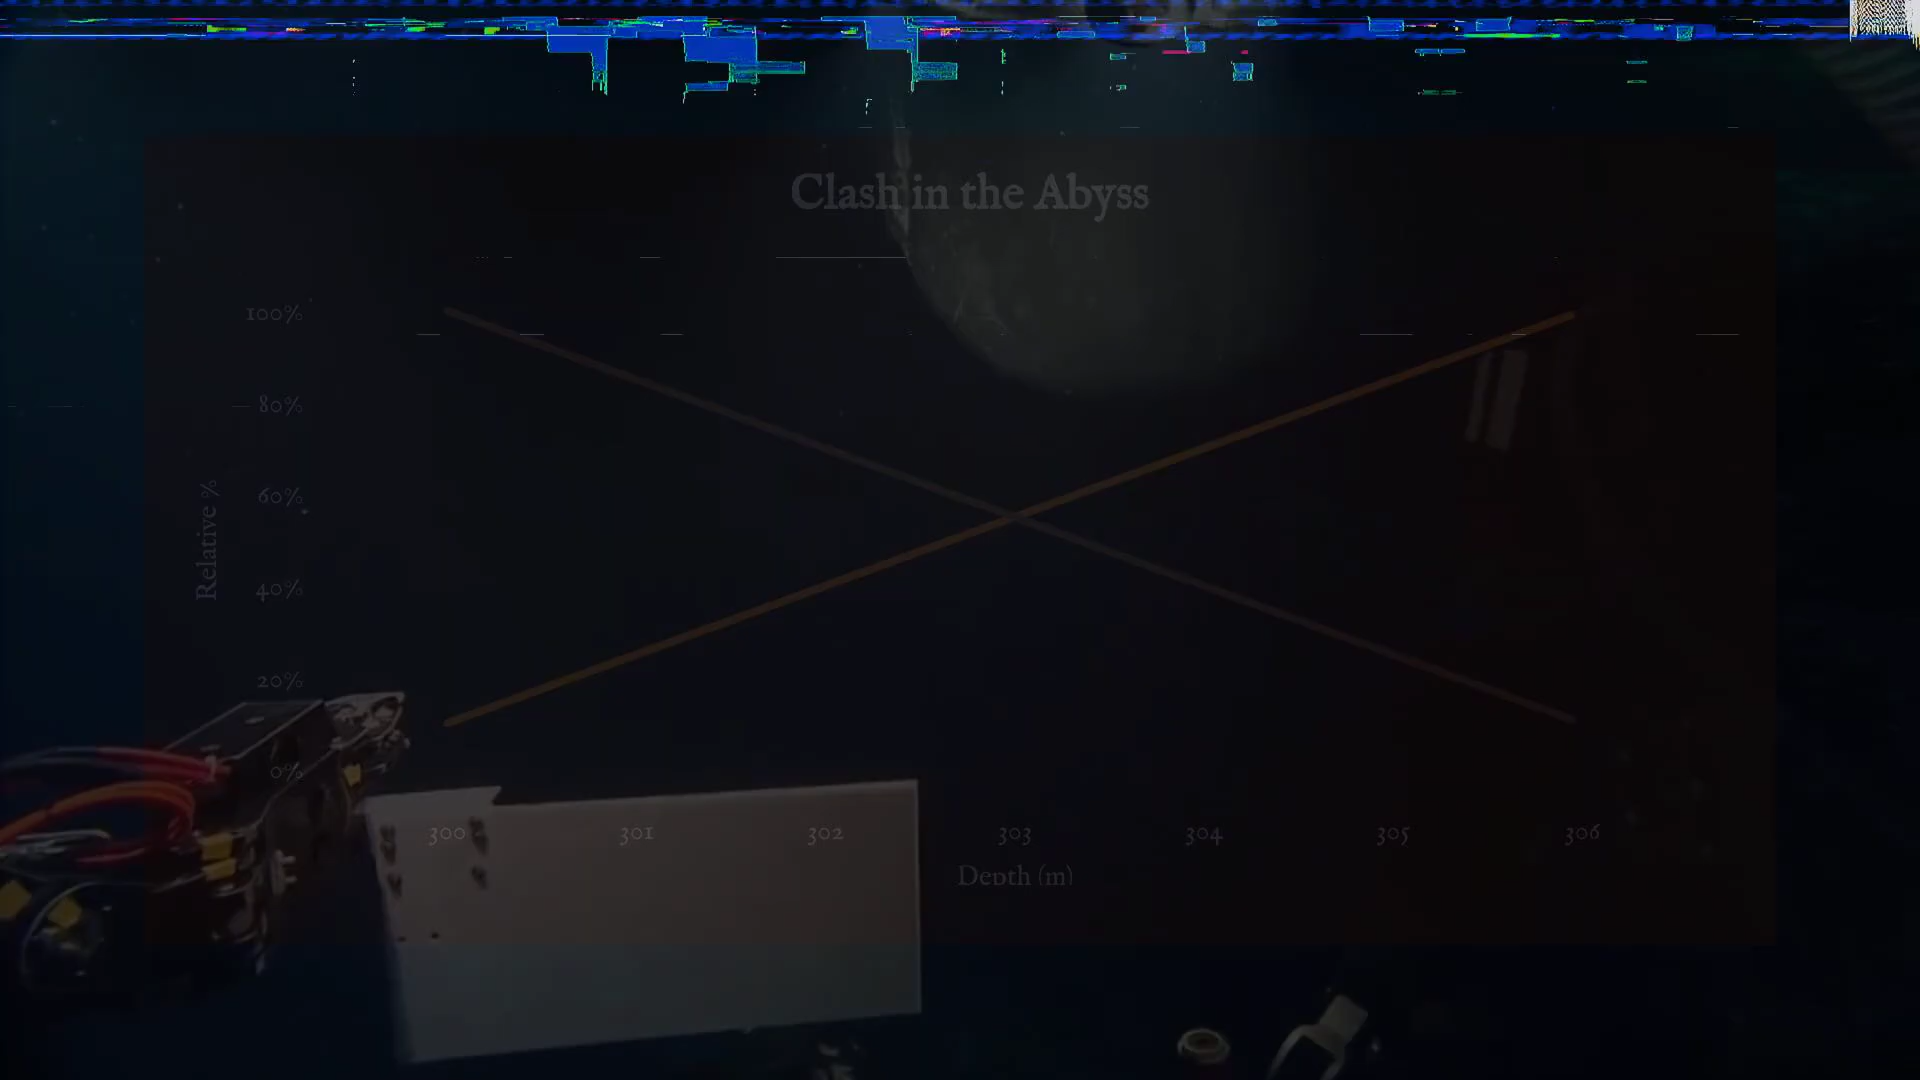 Clash in the Abyss
100%
80%
60%
40%
20%
0%
Relative %
300 301 302 303 304 305 306
Depth (m)